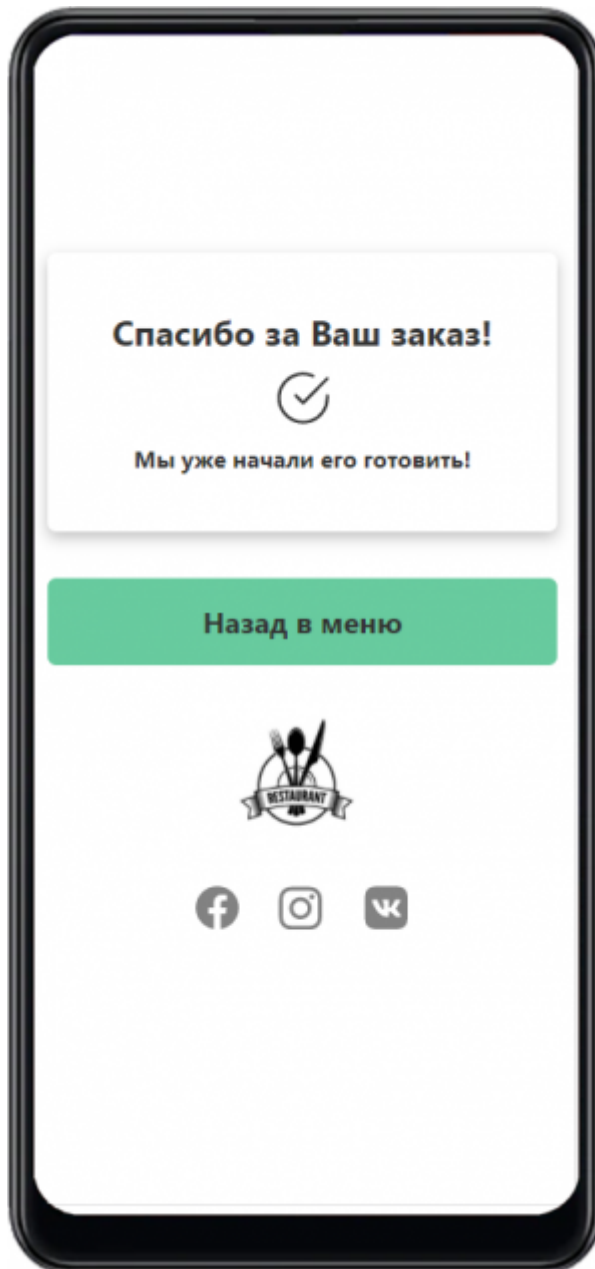 Спасибо за Ваш заказ!
Мы уже начали его готовить!
Назад в меню
RESTAURANT